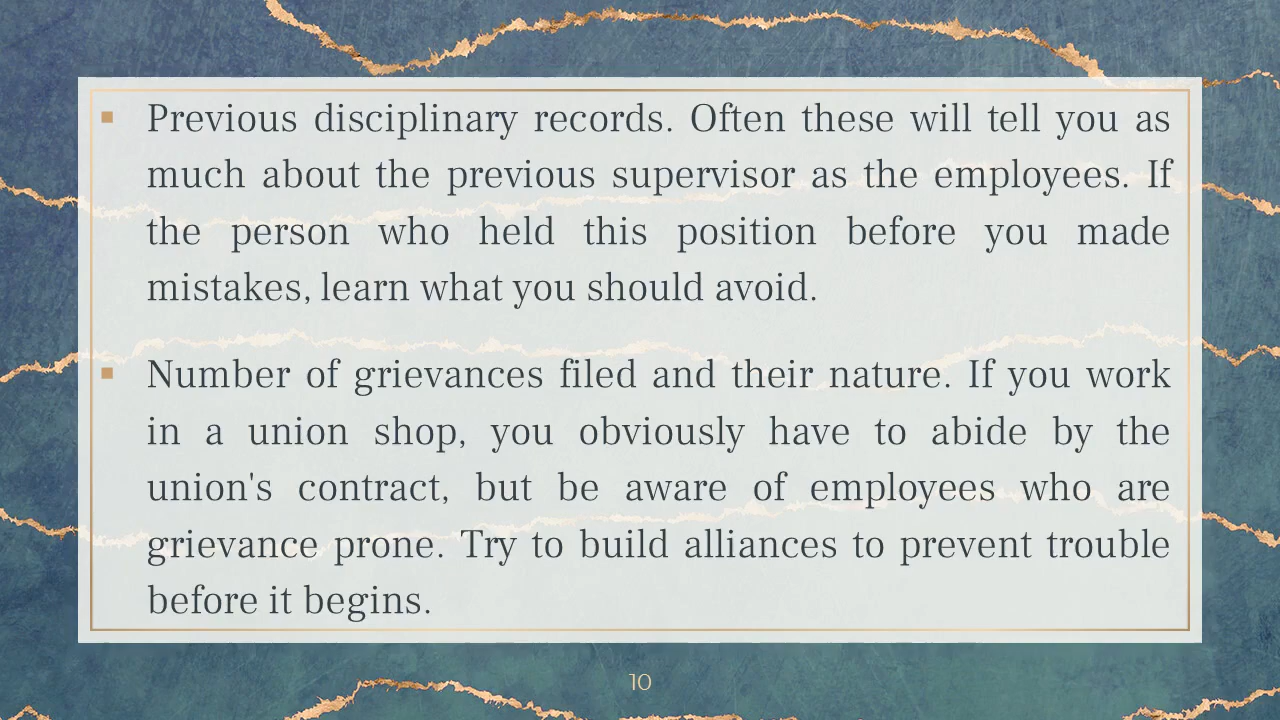 ▪ Previous disciplinary records. Often these will tell you as
much about the previous supervisor as the employees. If
the person who held this position before you made
mistakes, learn what you should avoid.
▪ Number of grievances filed and their nature. If you work
in a union shop, you obviously have to abide by the
union's contract, but be aware of employees who are
grievance prone. Try to build alliances to prevent trouble
before it begins.
10